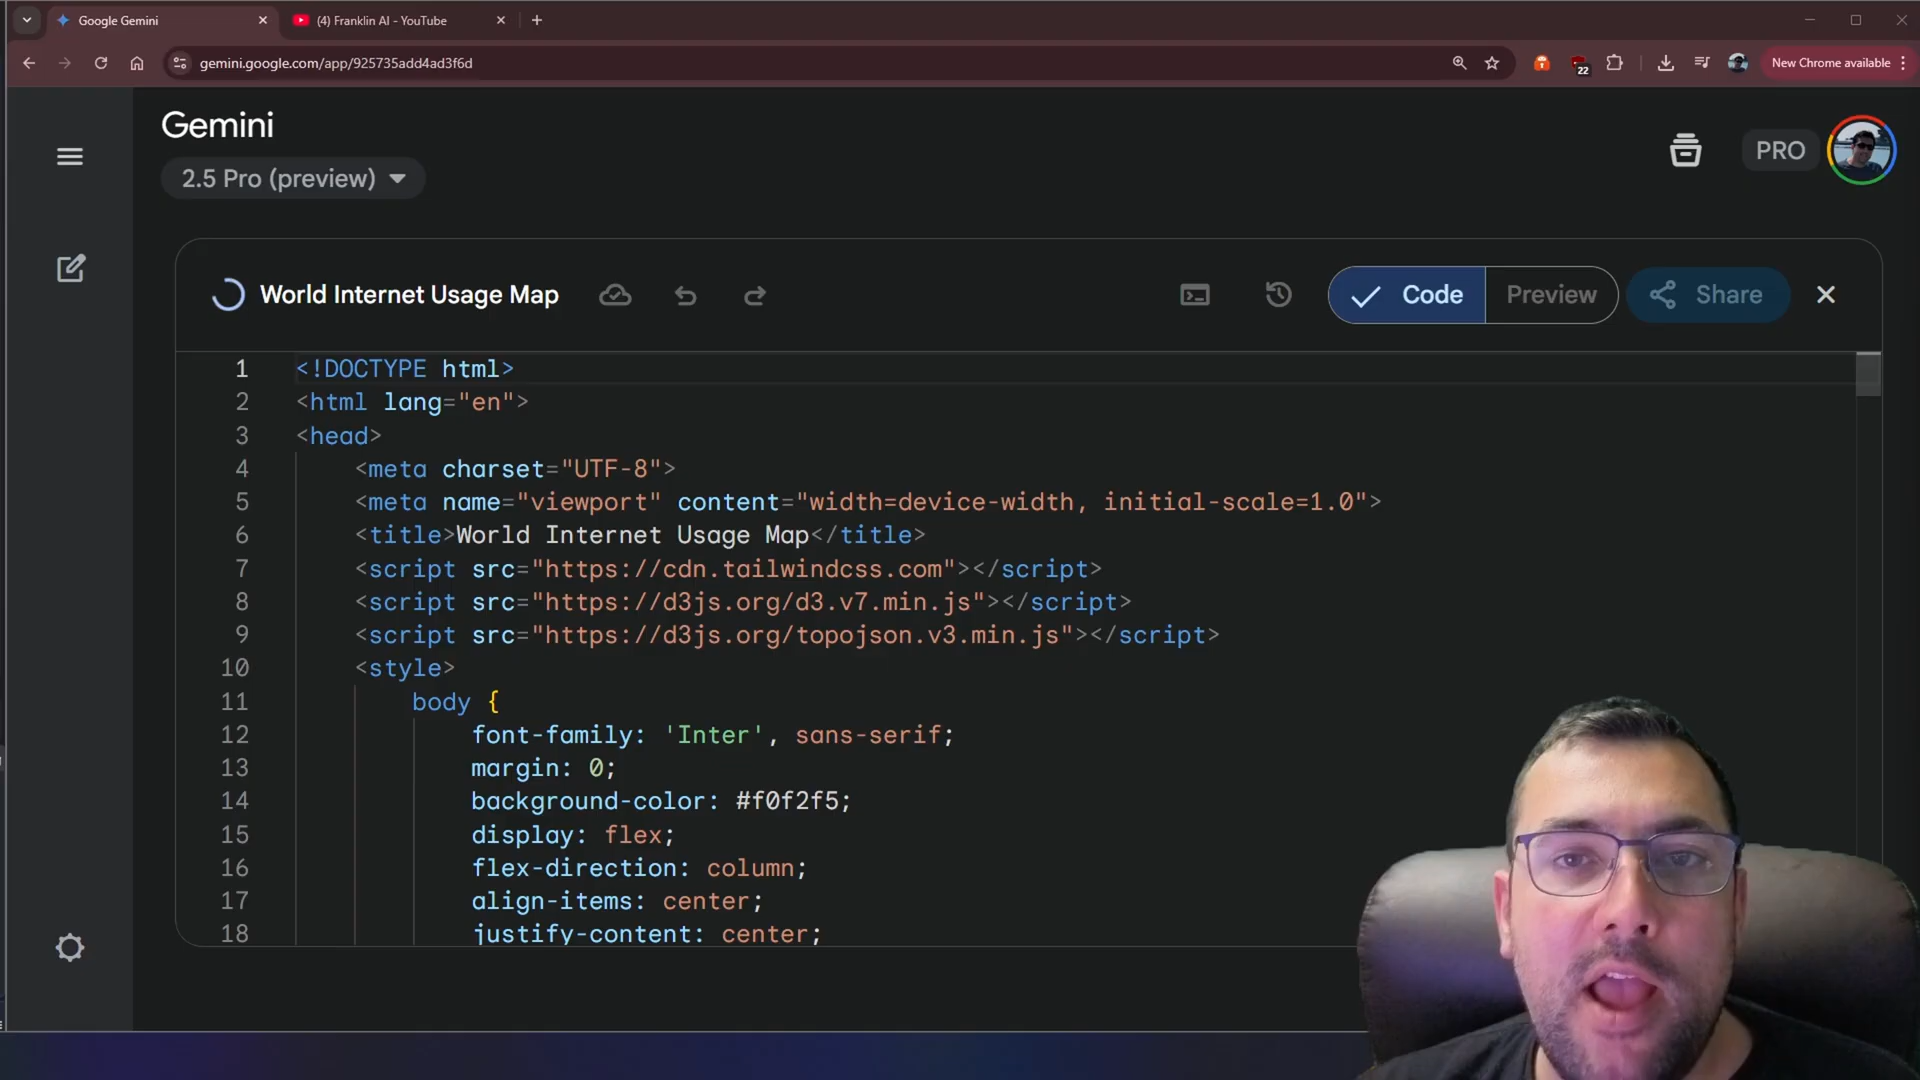 Google Gemini
(4) Franklin AI - YouTube
gemini.google.com/app/925735add4ad3f6d
22
New Chrome available
Gemini
2.5 Pro (preview)
PRO
World Internet Usage Map
Code
Preview
Share
1 <!DOCTYPE html>
2 <html lang="en">
3 <head>
4 <meta charset="UTF-8">
5 <meta name="viewport" content="width=device-width, initial-scale=1.0">
6 <title>World Internet Usage Map</title>
7 <script src="https://cdn.tailwindcss.com"></script>
8 <script src="https://d3js.org/d3.v7.min.js"></script>
9 <script src="https://d3js.org/topojson.v3.min.js"></script>
10 <style>
11 body {
12 font-family: 'Inter', sans-serif;
13 margin: 0;
14 background-color: #f0f2f5;
15 display: flex;
16 flex-direction: column;
17 align-items: center;
18 justify-content: center;